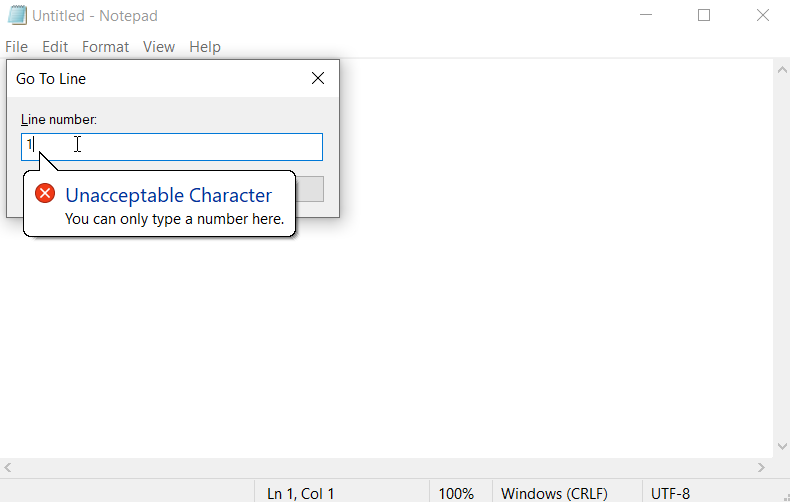 Untitled - Notepad
File Edit Format View Help
Go To Line
Line number:
1
Unacceptable Character
You can only type a number here.
Ln 1, Col 1 100% Windows (CRLF) UTF-8